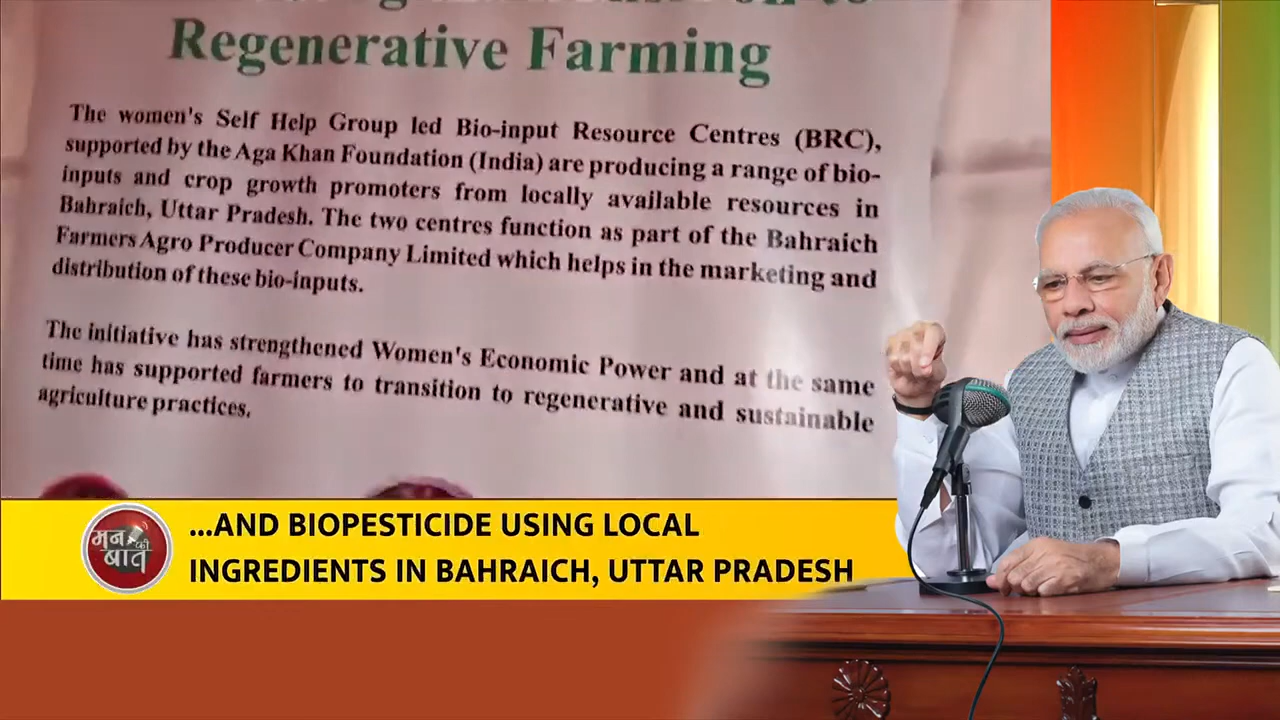 Regenerative Farming
The women's Self Help Group led Bio-input Resource Centres (BRC),
supported by the Aga Khan Foundation (India) are producing a range of bio-
inputs and crop growth promoters from locally available resources in
Bahraich, Uttar Pradesh. The two centres function as part of the Bahraich
Farmers Agro Producer Company Limited which helps in the marketing and
distribution of these bio-inputs.
The initiative has strengthened Women's Economic Power and at the same
time has supported farmers to transition to regenerative and sustainable
agriculture practices.
मन की
बात
...AND BIOPESTICIDE USING LOCAL
INGREDIENTS IN BAHRAICH, UTTAR PRADESH